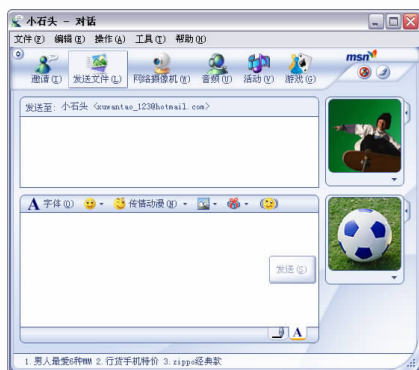 小石头 - 对话
文件(F) 编辑(E) 操作(A) 工具(T) 帮助(H)
msn
邀请(I) 发送文件(L) 网络摄像机(W) 音频(U) 活动(V) 游戏(G)
发送至: 小石头 <xuwantao_123@hotmail.com>
A 字体(O) 传情动漫(N)
发送(S)
A
1.男人最爱6种MM 2.行货手机特价 3.zippo经典款